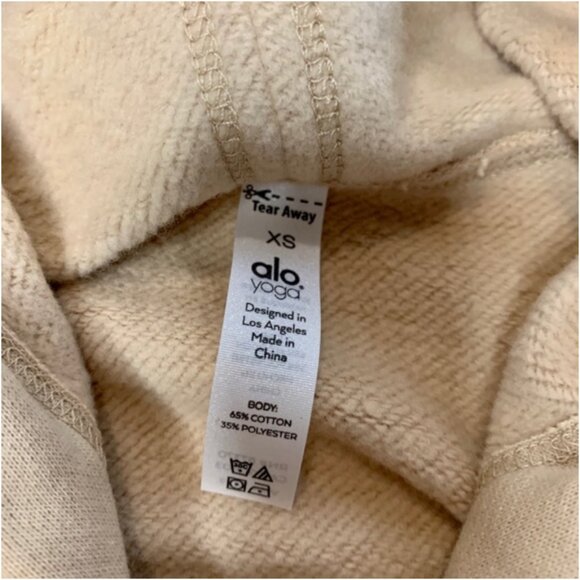 Tear Away
XS
alo
yoga®
Designed in
Los Angeles
Made in
China
BODY:
65% COTTON
35% POLYESTER